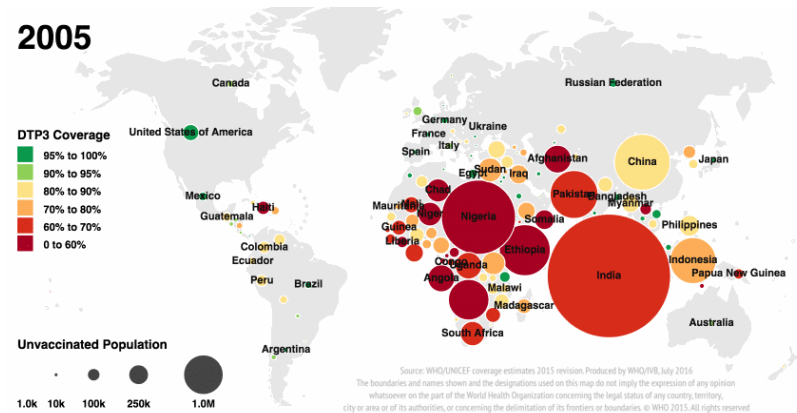 2005
Canada
Russian Federation
Germany
Ukraine
United States of America
France
Italy
Spain
Japan
DTP3 Coverage
95% to 100%
90% to 95%
80% to 90%
70% to 80%
60% to 70%
0 to 60%
Afghanistan
China
Egypt
Sudan
Iraq
Chad
Pakistan
Bangladesh
Myanmar
Mexico
Haiti
Guatemala
Mauritania
Mali
Niger
Nigeria
Somalia
Philippines
Guinea
Liberia
Colombia
Ecuador
Ethiopia
Congo
Uganda
Indonesia
Papua New Guinea
India
Peru
Brazil
Angola
Malawi
Madagascar
Australia
South Africa
Argentina
Unvaccinated Population
1.0k 10k 100k 250k 1.0M
Source: WHO/UNICEF coverage estimates 2015 revision. Produced by WHO/IVB, July 2016
The boundaries and names shown and the designations used on this map do not imply the expression of any opinion
whatsoever on the part of the World Health Organization concerning the legal status of any country, territory,
city or area or of its authorities, or concerning the delimitation of its frontiers or boundaries. © WHO 2015. All rights reserved